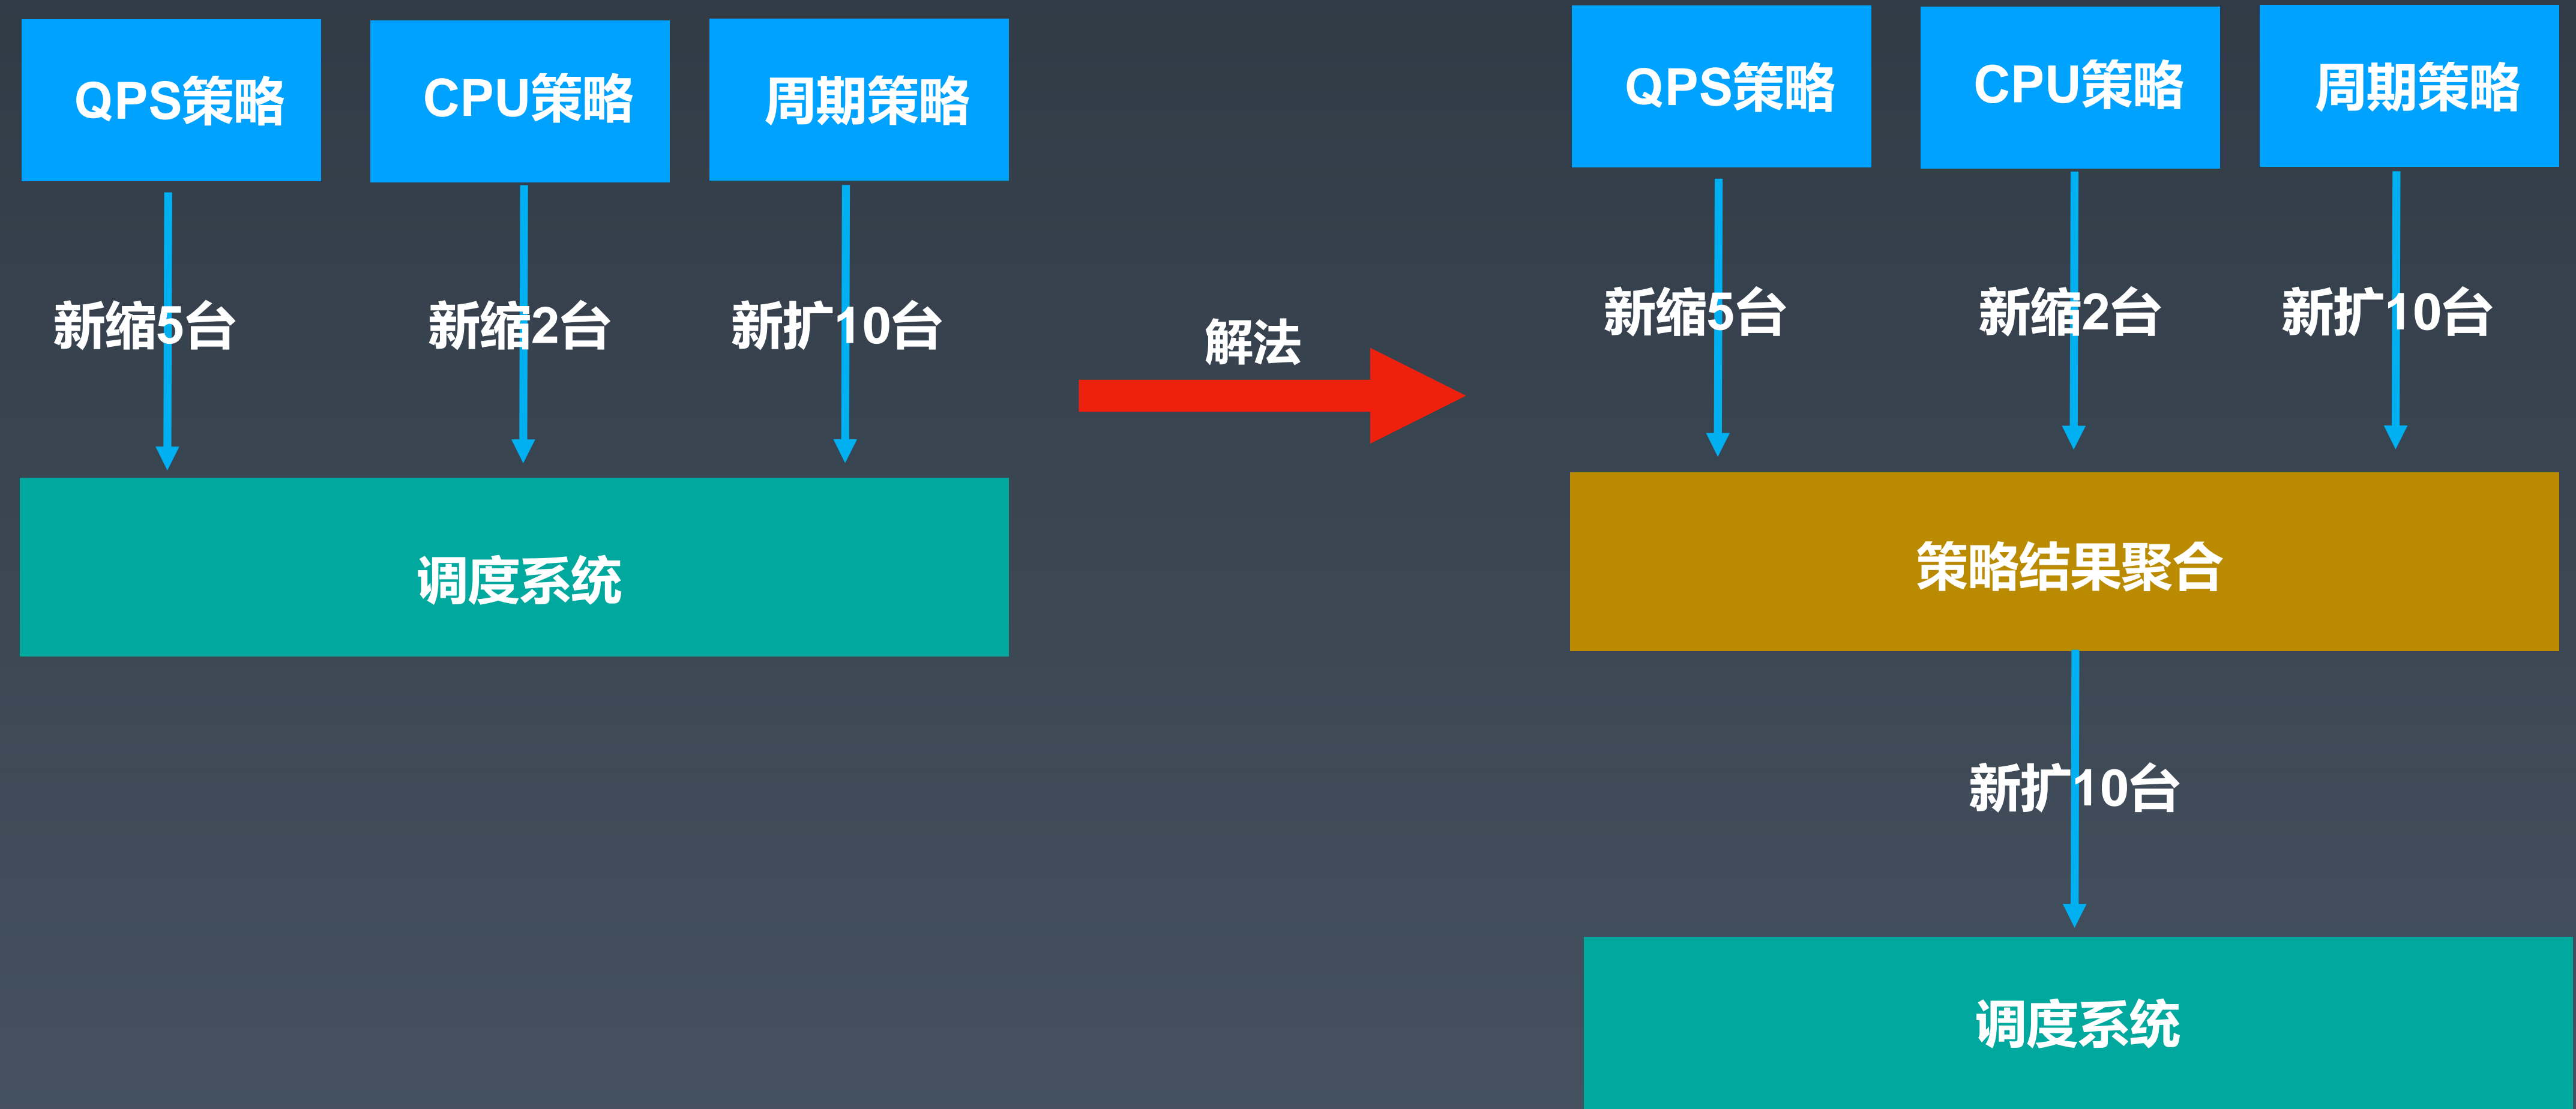 QPS策略
CPU策略
周期策略
新缩5台
新缩2台
新扩10台
调度系统
解法
QPS策略
CPU策略
周期策略
新缩5台
新缩2台
新扩10台
策略结果聚合
新扩10台
调度系统